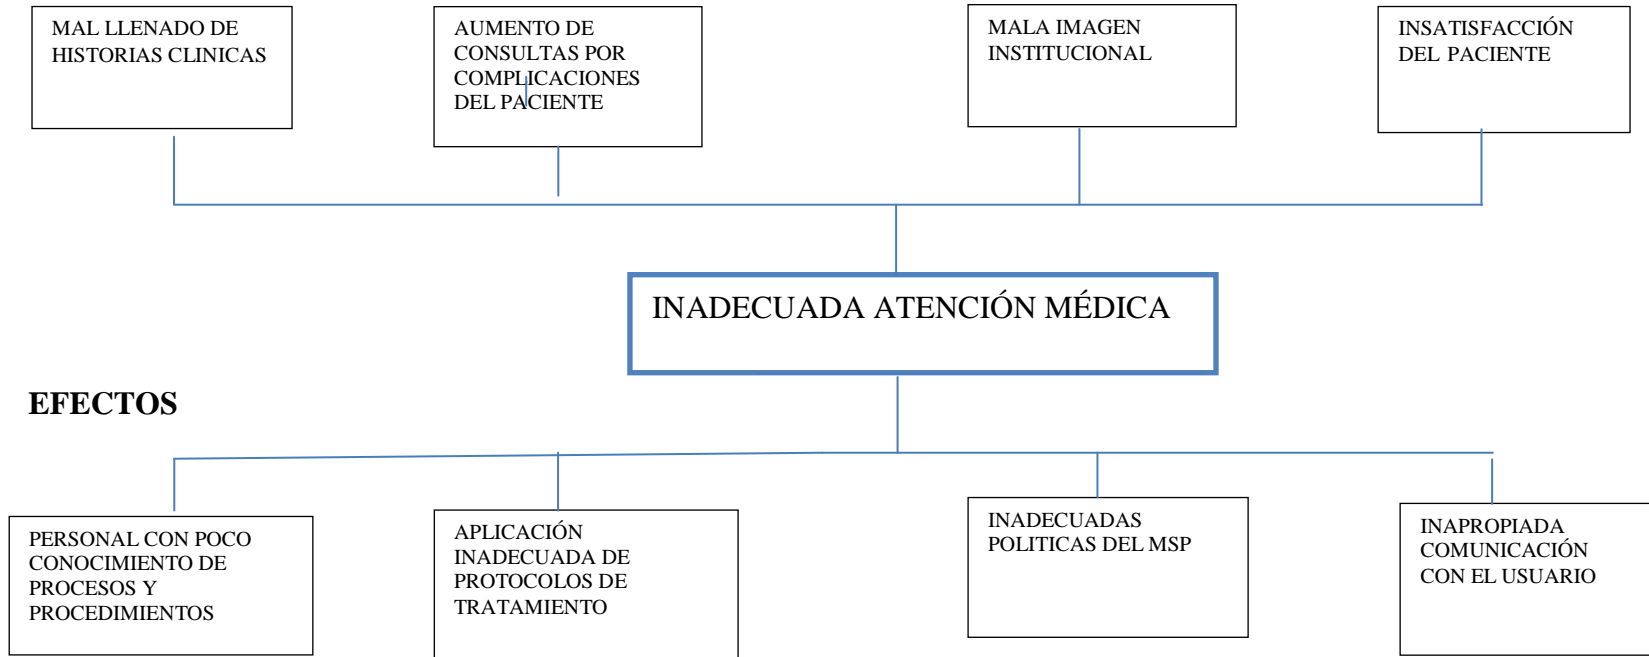 MAL LLENADO DE
HISTORIAS CLINICAS
AUMENTO DE
CONSULTAS POR
COMPLICACIONES
DEL PACIENTE
MALA IMAGEN
INSTITUCIONAL
INSATISFACCIÓN
DEL PACIENTE
INADECUADA ATENCIÓN MÉDICA
EFECTOS
PERSONAL CON POCO
CONOCIMIENTO DE
PROCESOS Y
PROCEDIMIENTOS
APLICACIÓN
INADECUADA DE
PROTOCOLOS DE
TRATAMIENTO
INADECUADAS
POLITICAS DEL MSP
INAPROPIADA
COMUNICACIÓN
CON EL USUARIO